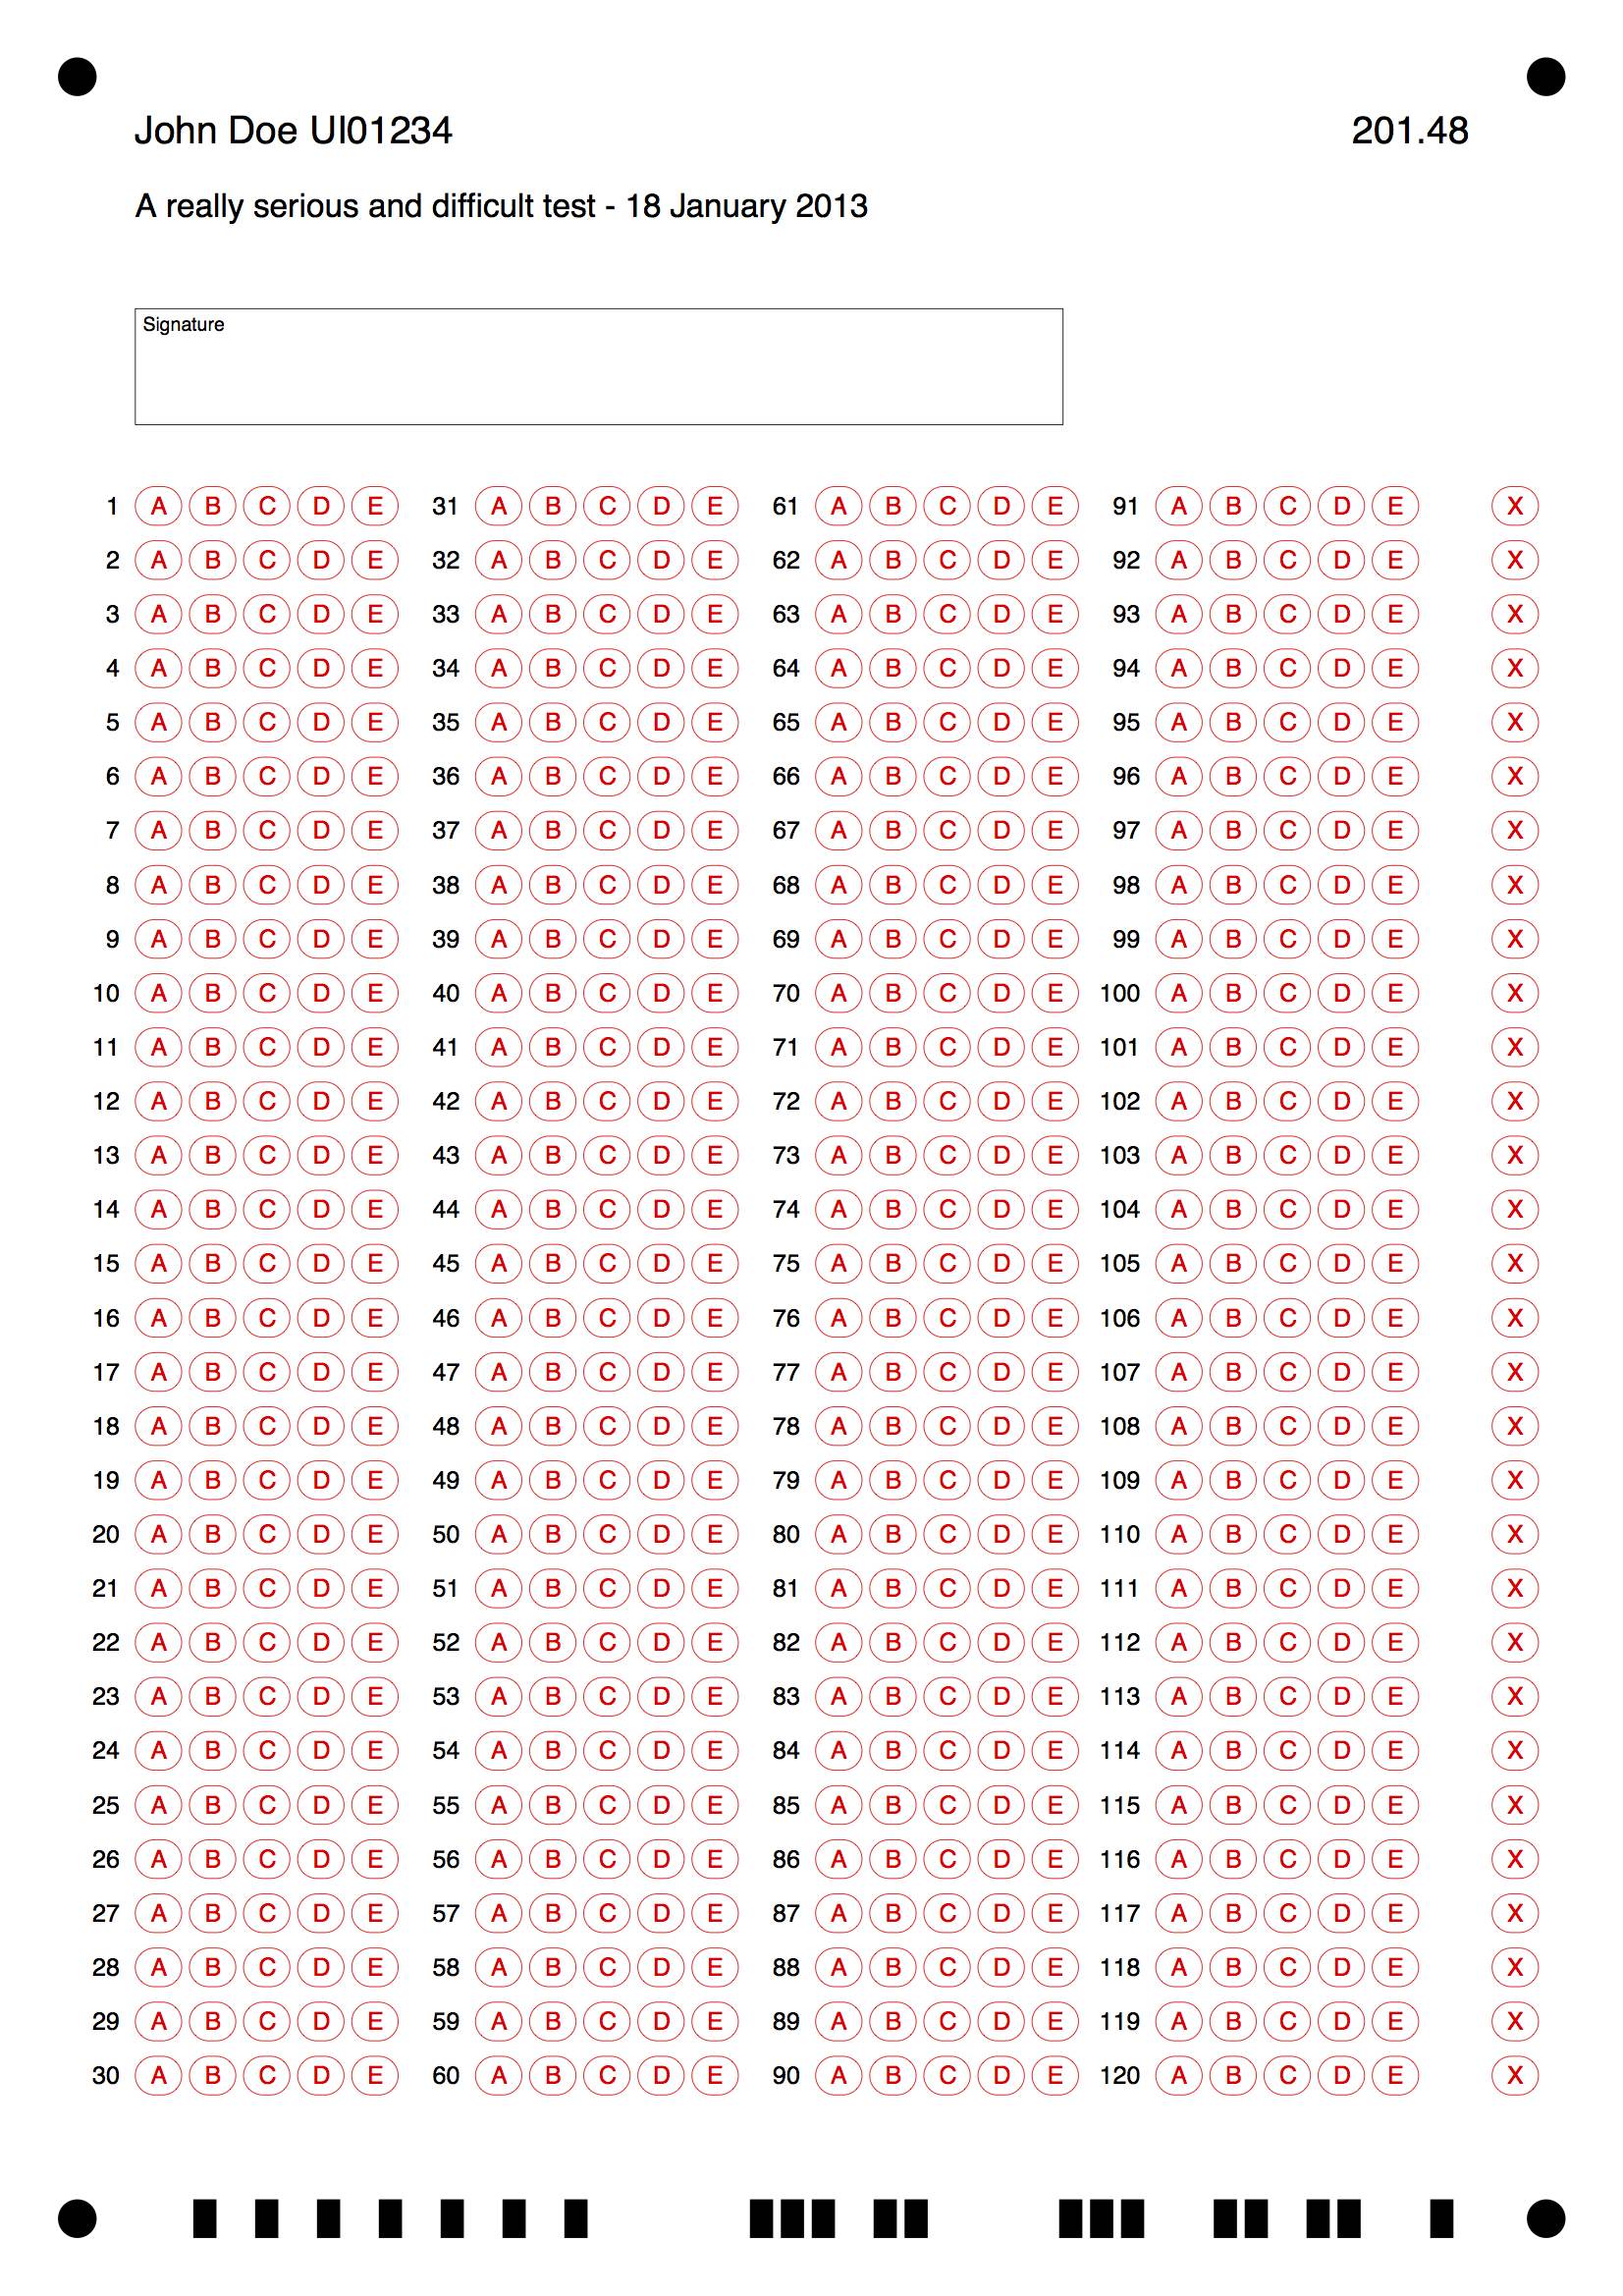 John Doe UI01234 201.48
A really serious and difficult test - 18 January 2013
Signature
1 A B C D E 31 A B C D E 61 A B C D E 91 A B C D E X
2 A B C D E 32 A B C D E 62 A B C D E 92 A B C D E X
3 A B C D E 33 A B C D E 63 A B C D E 93 A B C D E X
4 A B C D E 34 A B C D E 64 A B C D E 94 A B C D E X
5 A B C D E 35 A B C D E 65 A B C D E 95 A B C D E X
6 A B C D E 36 A B C D E 66 A B C D E 96 A B C D E X
7 A B C D E 37 A B C D E 67 A B C D E 97 A B C D E X
8 A B C D E 38 A B C D E 68 A B C D E 98 A B C D E X
9 A B C D E 39 A B C D E 69 A B C D E 99 A B C D E X
10 A B C D E 40 A B C D E 70 A B C D E 100 A B C D E X
11 A B C D E 41 A B C D E 71 A B C D E 101 A B C D E X
12 A B C D E 42 A B C D E 72 A B C D E 102 A B C D E X
13 A B C D E 43 A B C D E 73 A B C D E 103 A B C D E X
14 A B C D E 44 A B C D E 74 A B C D E 104 A B C D E X
15 A B C D E 45 A B C D E 75 A B C D E 105 A B C D E X
16 A B C D E 46 A B C D E 76 A B C D E 106 A B C D E X
17 A B C D E 47 A B C D E 77 A B C D E 107 A B C D E X
18 A B C D E 48 A B C D E 78 A B C D E 108 A B C D E X
19 A B C D E 49 A B C D E 79 A B C D E 109 A B C D E X
20 A B C D E 50 A B C D E 80 A B C D E 110 A B C D E X
21 A B C D E 51 A B C D E 81 A B C D E 111 A B C D E X
22 A B C D E 52 A B C D E 82 A B C D E 112 A B C D E X
23 A B C D E 53 A B C D E 83 A B C D E 113 A B C D E X
24 A B C D E 54 A B C D E 84 A B C D E 114 A B C D E X
25 A B C D E 55 A B C D E 85 A B C D E 115 A B C D E X
26 A B C D E 56 A B C D E 86 A B C D E 116 A B C D E X
27 A B C D E 57 A B C D E 87 A B C D E 117 A B C D E X
28 A B C D E 58 A B C D E 88 A B C D E 118 A B C D E X
29 A B C D E 59 A B C D E 89 A B C D E 119 A B C D E X
30 A B C D E 60 A B C D E 90 A B C D E 120 A B C D E X